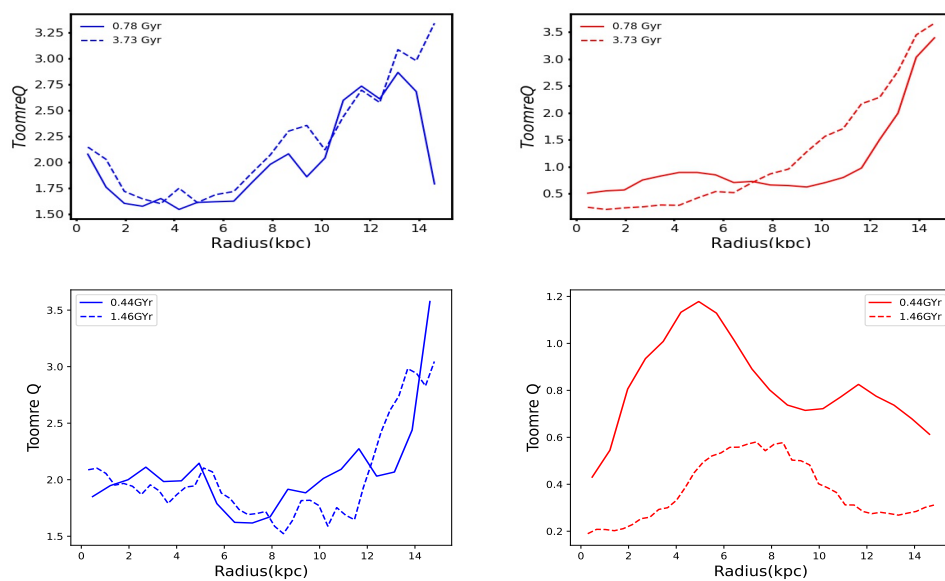 0.78 Gyr
3.73 Gyr
3.25
3.00
2.75
2.50
2.25
2.00
1.75
1.50
ToomreQ
0 2 4 6 8 10 12 14
Radius(kpc)
0.78 Gyr
3.73 Gyr
3.5
3.0
2.5
2.0
1.5
1.0
0.5
ToomreQ
0 2 4 6 8 10 12 14
Radius(kpc)
0.44GYr
1.46GYr
3.5
3.0
2.5
2.0
1.5
Toomre Q
0 2 4 6 8 10 12 14
Radius(kpc)
0.44GYr
1.46GYr
1.2
1.0
0.8
0.6
0.4
0.2
Toomre Q
0 2 4 6 8 10 12 14
Radius(kpc)